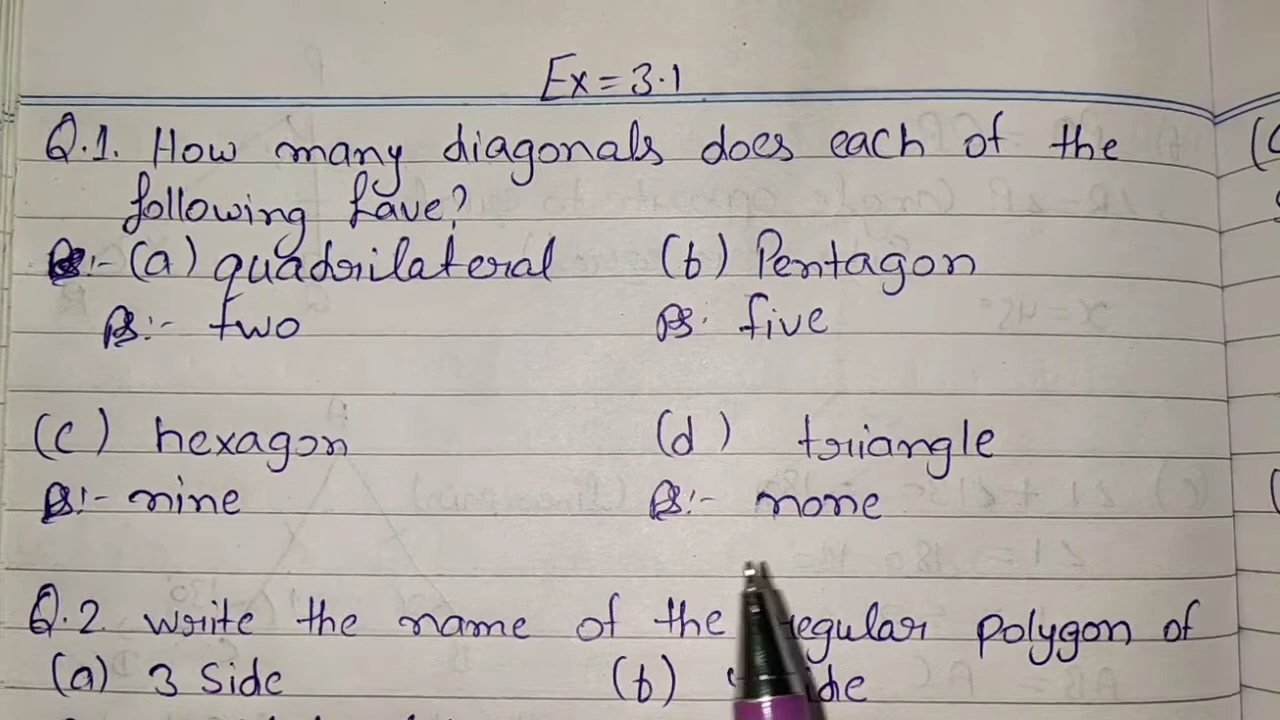 Ex = 3.1
Q.1. How many diagonals does each of the
following have?
(a) quadrilateral (b) Pentagon
two five
(c) hexagon (d) triangle
nine none
Q.2. write the name of the regular polygon of
(a) 3 Side (b) side